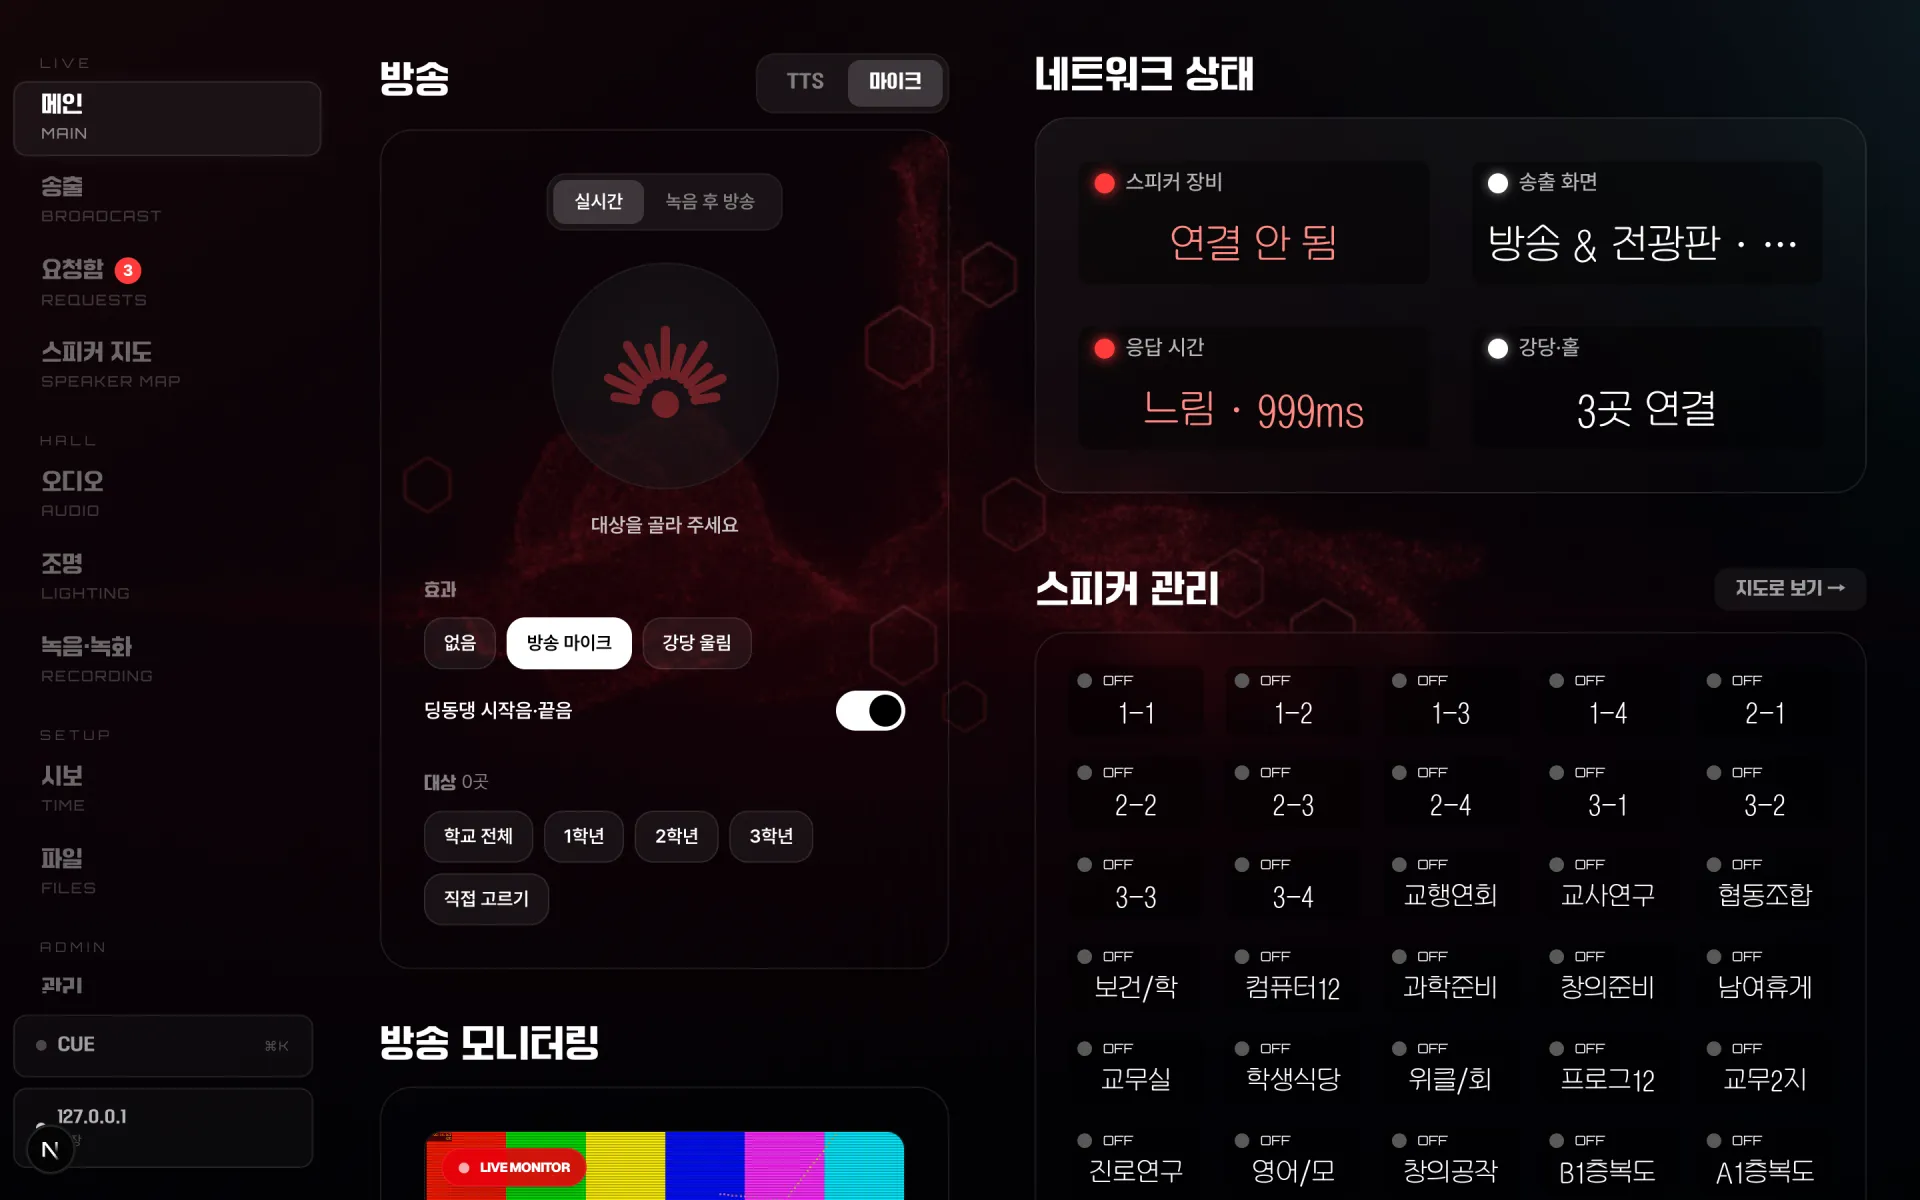 LIVE
메인
MAIN
송출
BROADCAST
요청함 3
REQUESTS
스피커 지도
SPEAKER MAP
HALL
오디오
AUDIO
조명
LIGHTING
녹음·녹화
RECORDING
SETUP
시보
TIME
파일
FILES
ADMIN
관리
CUE ⌘K
127.0.0.1
N
방송
TTS 마이크
실시간 녹음 후 방송
대상을 골라 주세요
효과
없음 방송 마이크 강당 울림
딩동댕 시작음·끝음
대상 0곳
학교 전체 1학년 2학년 3학년
직접 고르기
방송 모니터링
LIVE MONITOR
네트워크 상태
스피커 장비
연결 안 됨
송출 화면
방송 & 전광판 · ···
응답 시간
느림 · 999ms
강당·홀
3곳 연결
스피커 관리
지도로 보기 →
OFF OFF OFF OFF OFF
1-1 1-2 1-3 1-4 2-1
OFF OFF OFF OFF OFF
2-2 2-3 2-4 3-1 3-2
OFF OFF OFF OFF OFF
3-3 3-4 교행연회 교사연구 협동조합
OFF OFF OFF OFF OFF
보건/학 컴퓨터12 과학준비 창의준비 남여휴게
OFF OFF OFF OFF OFF
교무실 학생식당 위클/회 프로그12 교무2지
OFF OFF OFF OFF OFF
진로연구 영어/모 창의공작 B1층복도 A1층복도